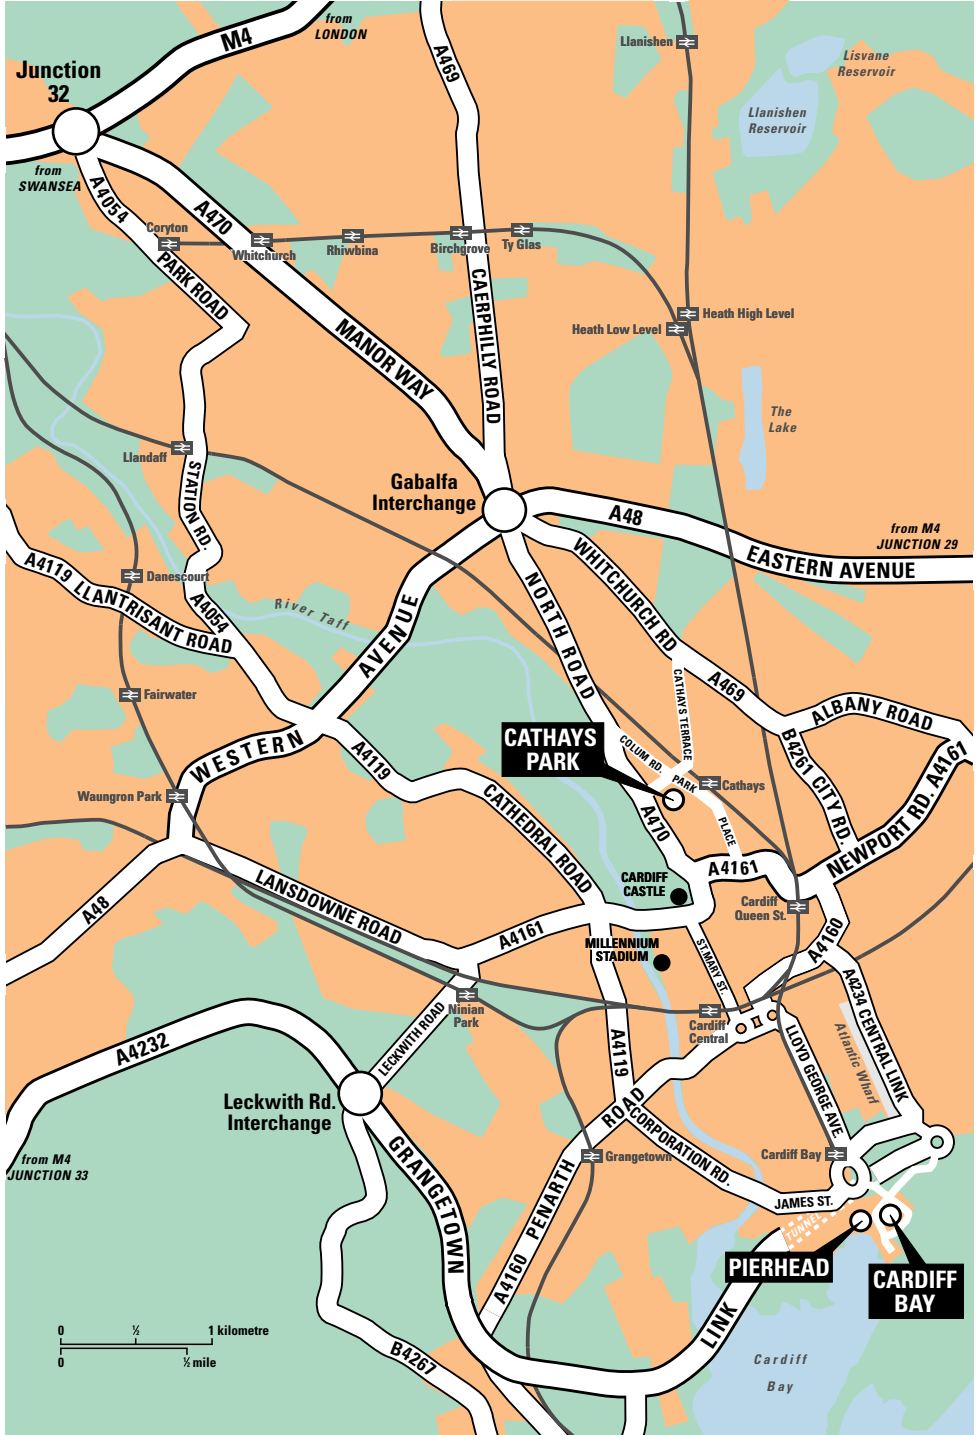 from
LONDON
M4
Junction
32
from
SWANSEA
A469
Llanishen
Lisvane
Reservoir
Llanishen
Reservoir
A4054
A470
Coryton
Whitchurch
Rhiwbina
Birchgrove
Ty Glas
PARK ROAD
CAERPHILLY ROAD
MANOR WAY
Heath High Level
Heath Low Level
The
Lake
Llandaff
STATION RD.
Gabalfa
Interchange
A48
EASTERN AVENUE
from M4
JUNCTION 29
A4119 LLANTRISANT ROAD
Danescourt
A4054
River Taff
AVENUE
WESTERN
NORTH ROAD
WHITCHURCH RD
A469
CATHAYS TERRACE
ALBANY ROAD
Fairwater
A4119
CATHAYS
PARK
COLUM RD.
PARK
PLACE
Cathays
B4261 CITY RD.
NEWPORT RD. A4161
Waungron Park
CATHEDRAL ROAD
A470
A4161
A48
LANSDOWNE ROAD
CARDIFF
CASTLE
Cardiff
Queen St.
A4161
MILLENNIUM
STADIUM
ST.MARY ST.
A4160
A4234 CENTRAL LINK
Ninian
Park
Cardiff
Central
A4232
LECKWITH ROAD
A4119
LLOYD GEORGE AVE.
Atlantic Wharf
Leckwith Rd.
Interchange
from M4
JUNCTION 33
GRANGETOWN
A4160 PENARTH
ROAD
CORPORATION RD.
Grangetown
Cardiff Bay
JAMES ST.
TUNNEL
PIERHEAD
CARDIFF
BAY
LINK
0 ½ 1 kilometre
0 ½ mile
B4267
Cardiff
Bay